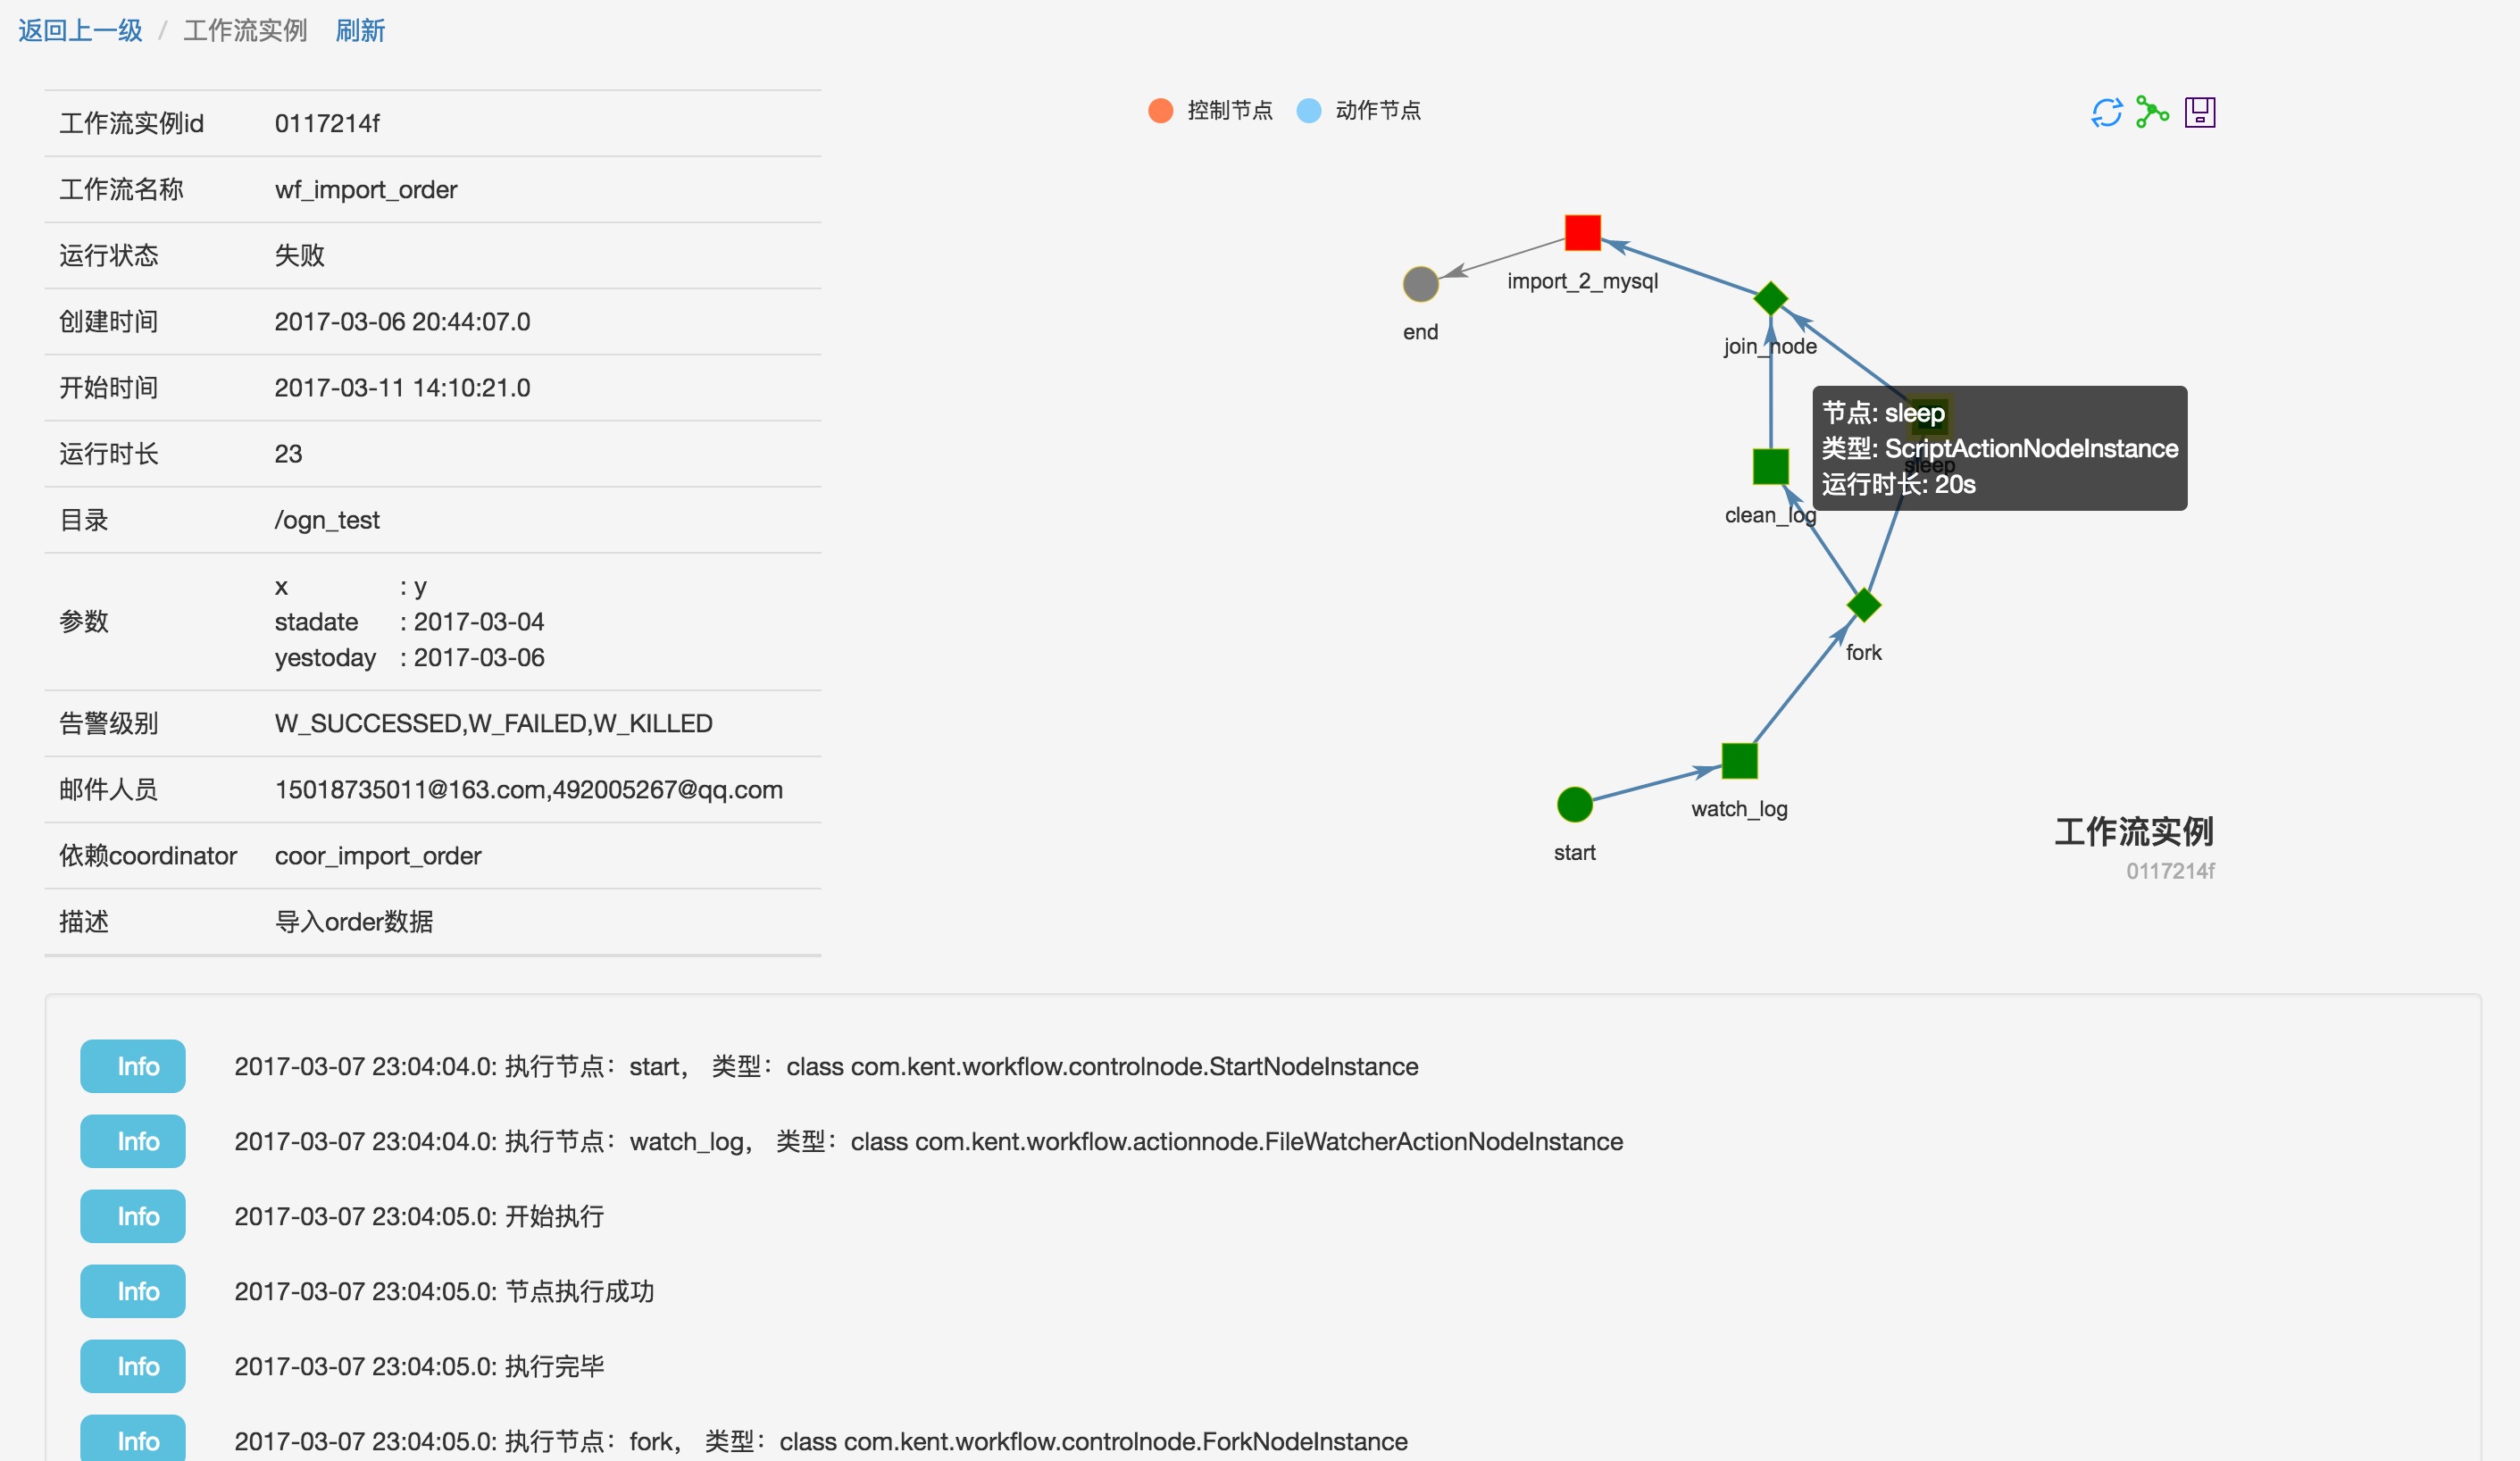 返回上一级 / 工作流实例 刷新
工作流实例id 0117214f
工作流名称 wf_import_order
运行状态 失败
创建时间 2017-03-06 20:44:07.0
开始时间 2017-03-11 14:10:21.0
运行时长 23
目录 /ogn_test
参数
x : y
stadate : 2017-03-04
yestoday : 2017-03-06
告警级别 W_SUCCESSED,W_FAILED,W_KILLED
邮件人员 15018735011@163.com,492005267@qq.com
依赖coordinator coor_import_order
描述 导入order数据
控制节点 动作节点
import_2_mysql
end
join_node
节点: sleep
类型: ScriptActionNodeInstance
sleep
运行时长: 20s
clean_log
fork
watch_log
start
工作流实例
0117214f
Info 2017-03-07 23:04:04.0: 执行节点：start， 类型：class com.kent.workflow.controlnode.StartNodeInstance
Info 2017-03-07 23:04:04.0: 执行节点：watch_log， 类型：class com.kent.workflow.actionnode.FileWatcherActionNodeInstance
Info 2017-03-07 23:04:05.0: 开始执行
Info 2017-03-07 23:04:05.0: 节点执行成功
Info 2017-03-07 23:04:05.0: 执行完毕
Info 2017-03-07 23:04:05.0: 执行节点：fork， 类型：class com.kent.workflow.controlnode.ForkNodeInstance